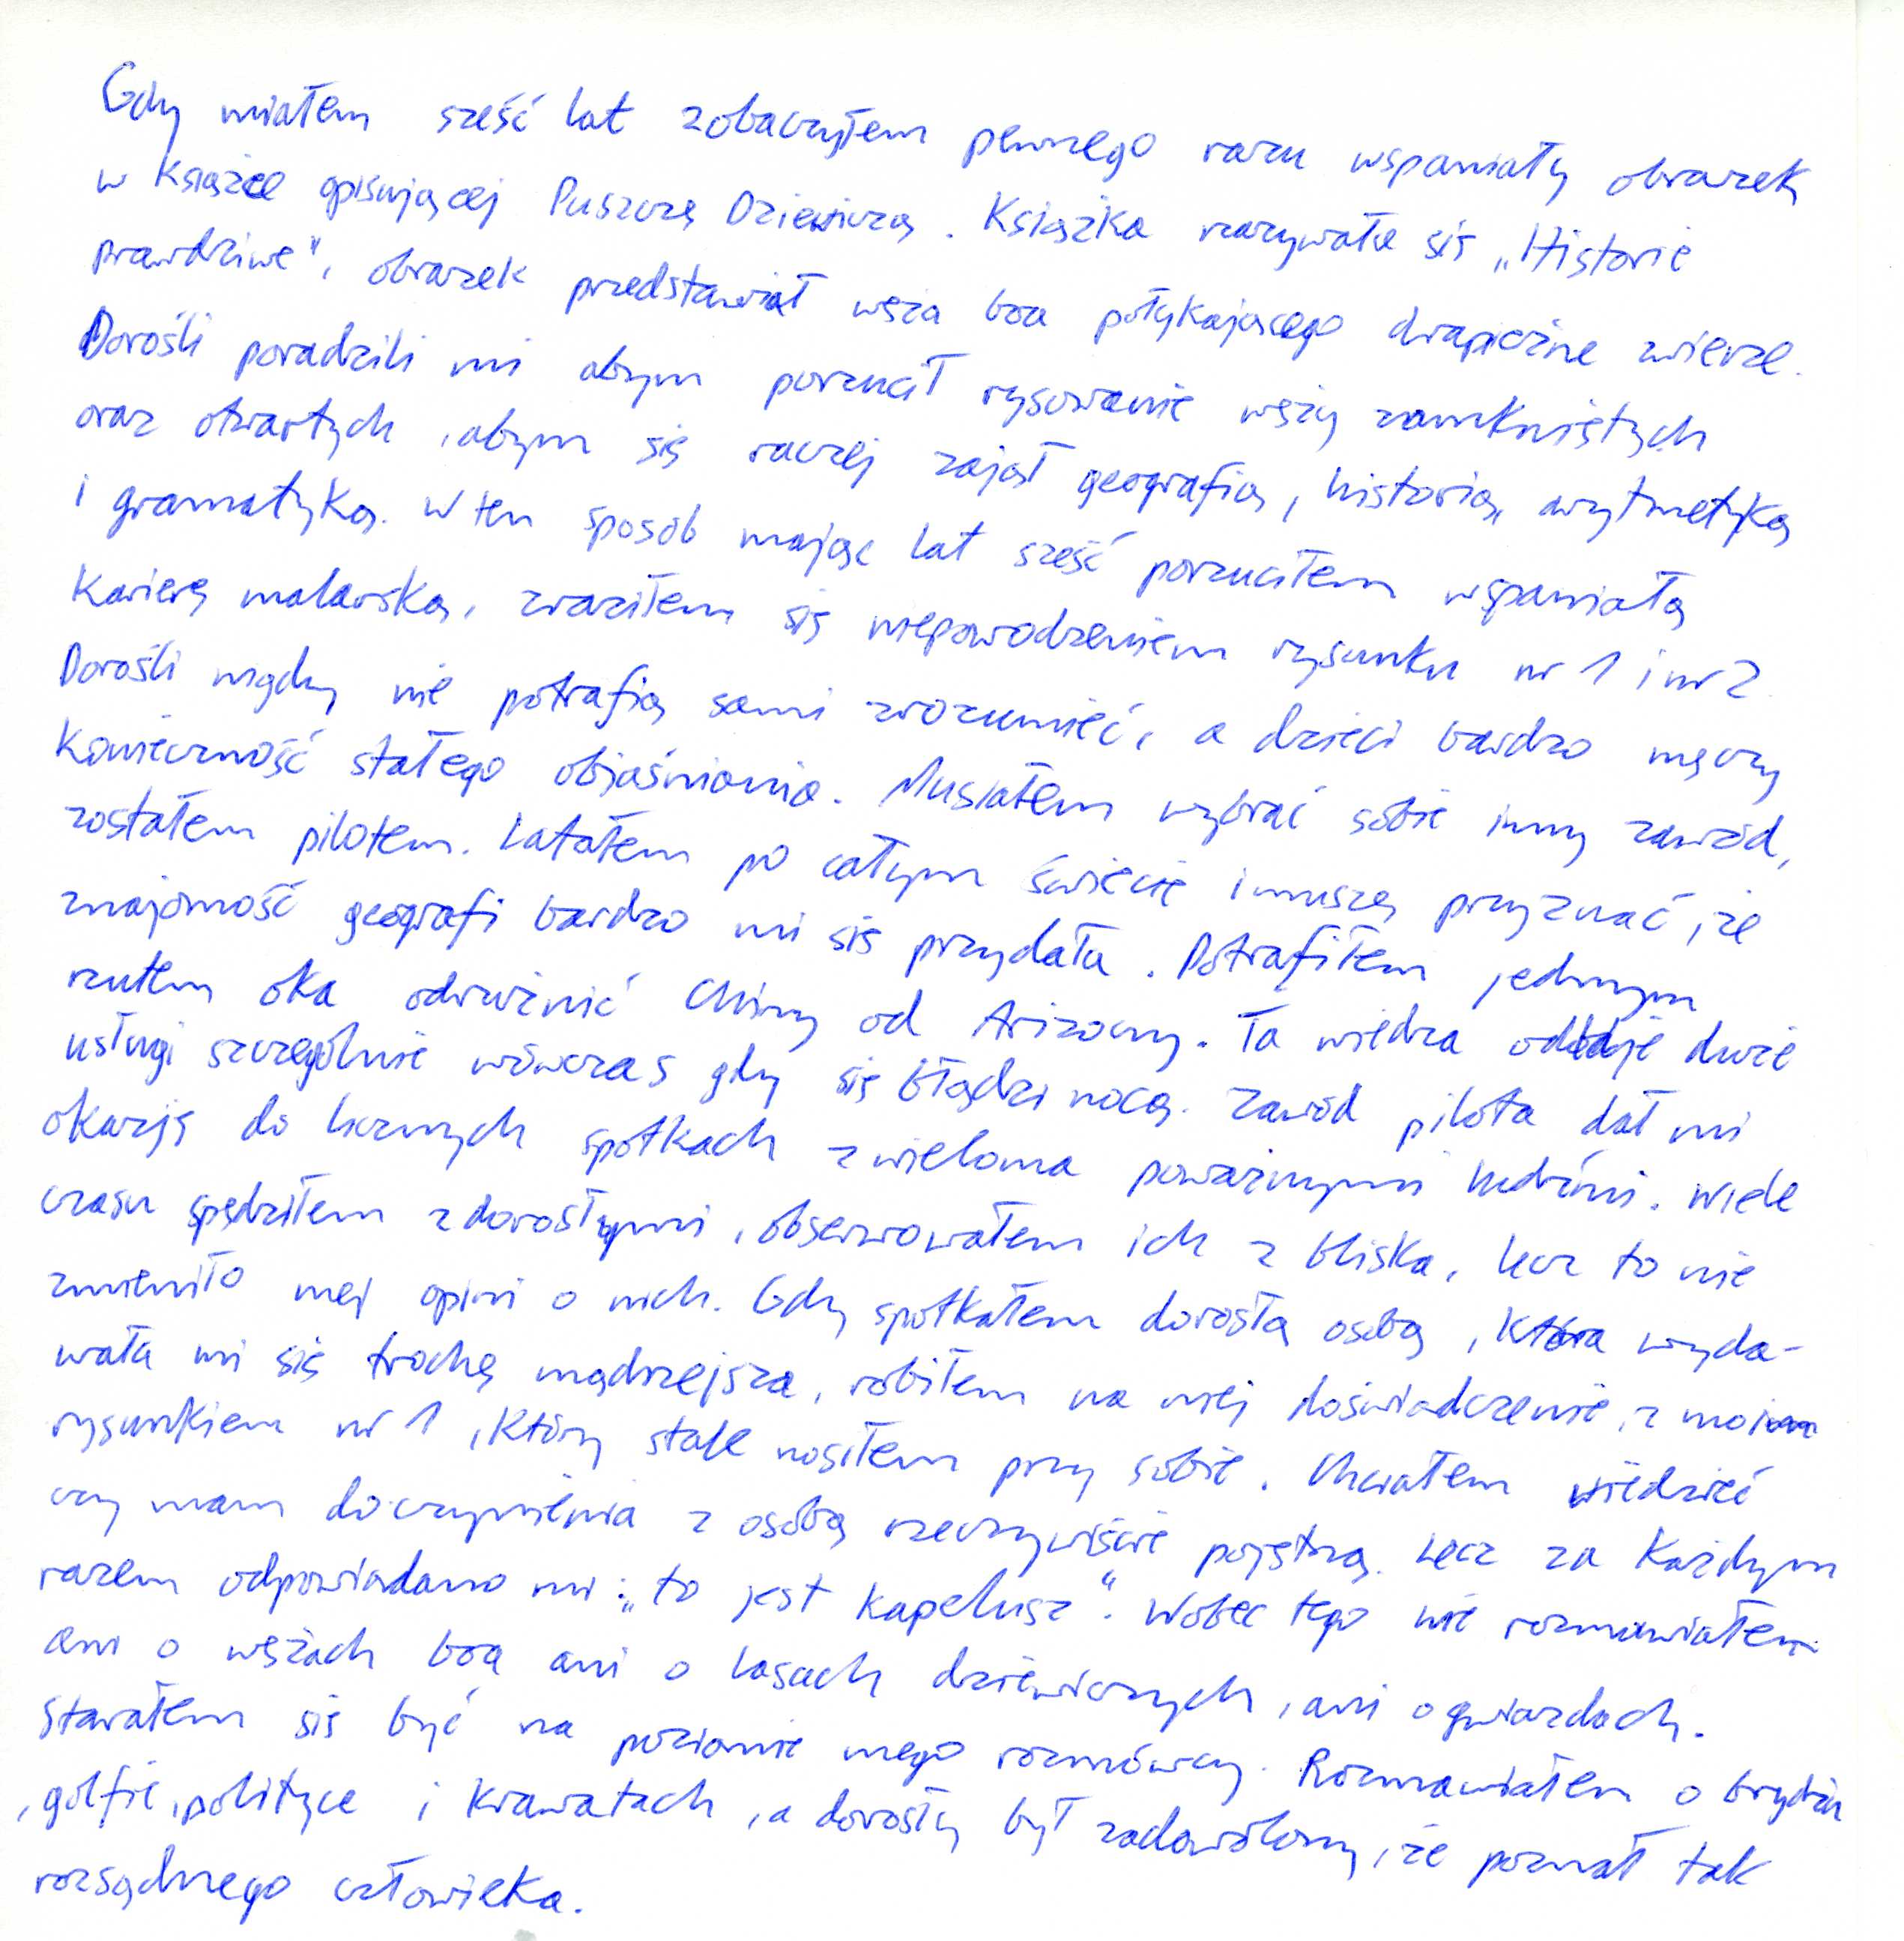 Gdy miałem sześć lat zobaczyłem pewnego razu wspaniały obrazek
w książce opisującej Puszczę Dziewiczą. Książka nazywała się „Historie
prawdziwe", obrazek przedstawiał węża boa połykającego drapieżne zwierze.
Dorośli poradzili mi abym porzucił rysowanie węży zamkniętych
oraz otwartych, abym się raczej zajął geografią, historią, arytmetyką
i gramatyką. W ten sposób mając lat sześć porzuciłem wspaniałą
karierę malarską, zraziłem się niepowodzeniem rysunku nr 1 i nr 2.
Dorośli nigdy nie potrafią sami zrozumieć, a dzieci bardzo męczy
konieczność stałego objaśniania. Musiałem wybrać sobie inny zawód,
zostałem pilotem. Latałem po całym świecie i muszę przyznać, że
znajomość geografi bardzo mi się przydała. Potrafiłem jednym
rzutem oka odróżnić Chiny od Arizony. Ta wiedza oddaje duże
usługi szczególnie wówczas gdy się błądzi nocą. Zawód pilota dał mi
okazję do licznych spotkach z wieloma poważnymi ludźmi. Wiele
czasu spędziłem z dorosłymi, obserwowałem ich z bliska, lecz to nie
zmieniło mej opini o nich. Gdy spotkałem dorosłą osobę, która wyda-
wała mi się trochę mądrzejsza, robiłem na niej doświadczenie, z moim
rysunkiem nr 1, który stale nosiłem przy sobie. Chciałem wiedzieć
czy mam do czynienia z osobą rzeczywiście pojętną. Lecz za każdym
razem odpowiadano mi: „to jest kapelusz". Wobec tego nie rozmawiałem
ani o wężach boa ani o lasach dziewiczych, ani o gwiazdach.
Starałem się być na poziomie mego rozmówcy. Rozmawiałem o brydżu
, golfie, polityce i krawatach, a dorosły był zadowolony, że poznał tak
rozsądnego człowieka.